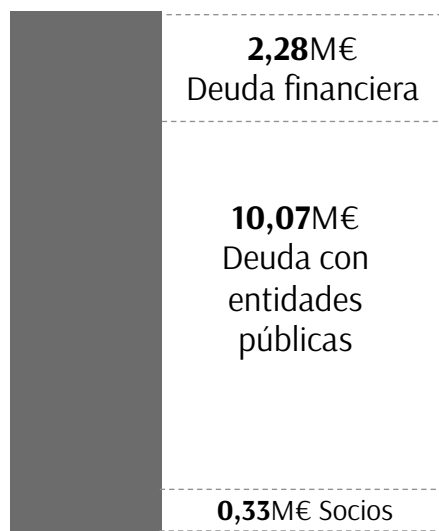 2,28M€
Deuda financiera
10,07M€
Deuda con
entidades
públicas
0,33M€ Socios